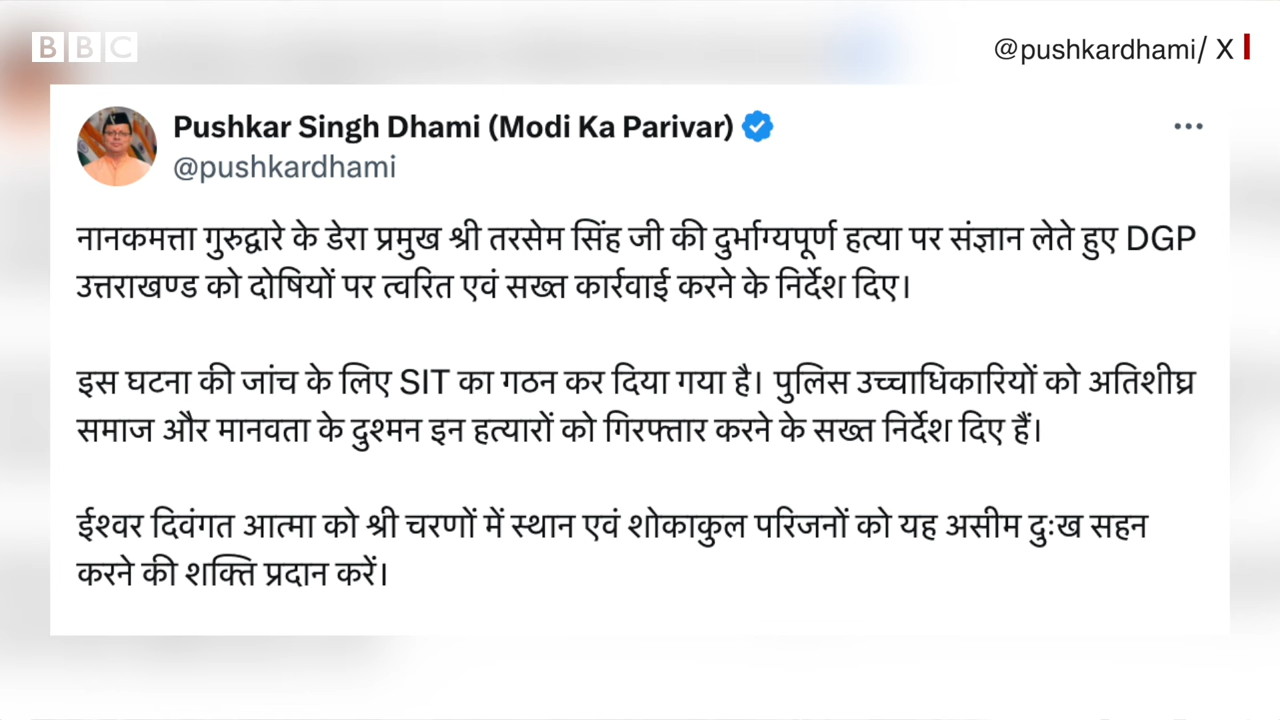 BBC
@pushkardhami/ X
Pushkar Singh Dhami (Modi Ka Parivar)
@pushkardhami
नानकमत्ता गुरुद्वारे के डेरा प्रमुख श्री तरसेम सिंह जी की दुर्भाग्यपूर्ण हत्या पर संज्ञान लेते हुए DGP
उत्तराखण्ड को दोषियों पर त्वरित एवं सख्त कार्रवाई करने के निर्देश दिए।
इस घटना की जांच के लिए SIT का गठन कर दिया गया है। पुलिस उच्चाधिकारियों को अतिशीघ्र
समाज और मानवता के दुश्मन इन हत्यारों को गिरफ्तार करने के सख्त निर्देश दिए हैं।
ईश्वर दिवंगत आत्मा को श्री चरणों में स्थान एवं शोकाकुल परिजनों को यह असीम दुःख सहन
करने की शक्ति प्रदान करें।